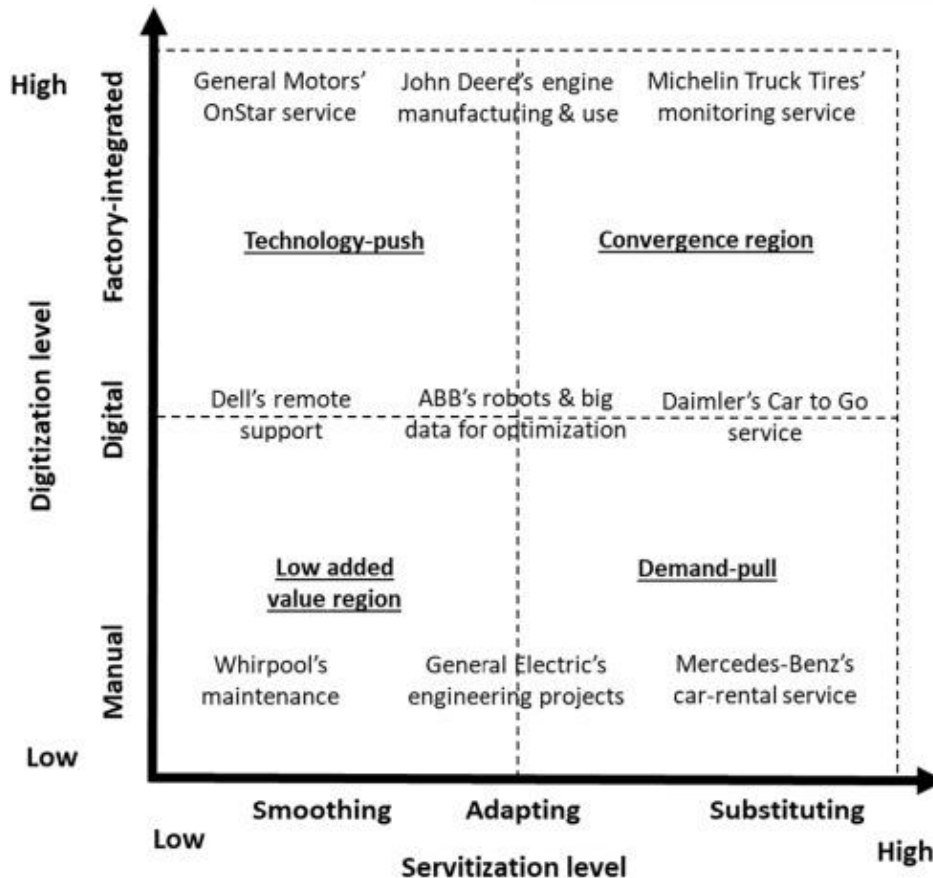 High
Factory-integrated
General Motors'
OnStar service
John Deere's engine
manufacturing & use
Michelin Truck Tires'
monitoring service
Technology-push
Convergence region
Digitization level
Digital
Dell's remote
support
ABB's robots & big
data for optimization
Daimler's Car to Go
service
Low added
value region
Demand-pull
Manual
Whirpool's
maintenance
General Electric's
engineering projects
Mercedes-Benz's
car-rental service
Low
Smoothing
Adapting
Substituting
Low
High
Servitization level